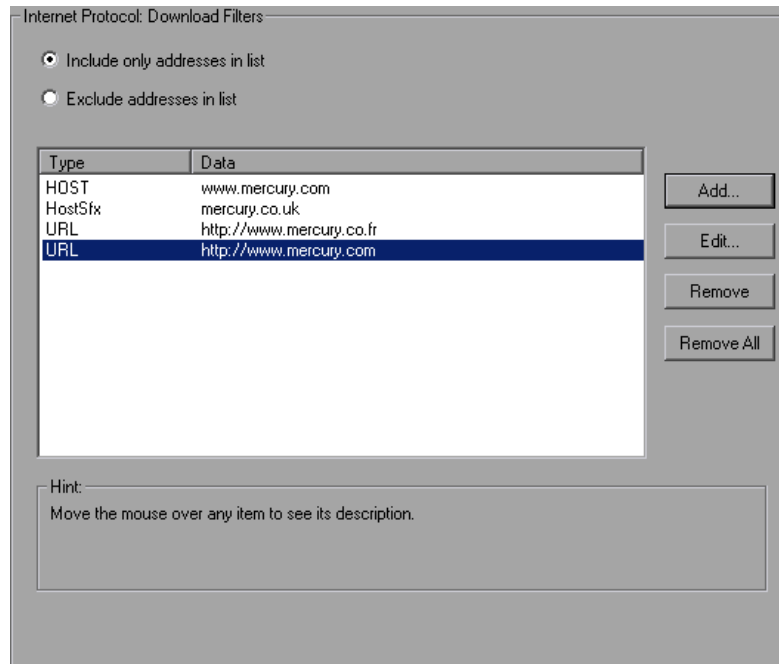 Internet Protocol: Download Filters
Include only addresses in list
Exclude addresses in list
Type Data
HOST www.mercury.com
HostSfx mercury.co.uk
URL http://www.mercury.co.fr
URL http://www.mercury.com
Add...
Edit...
Remove
Remove All
Hint:
Move the mouse over any item to see its description.